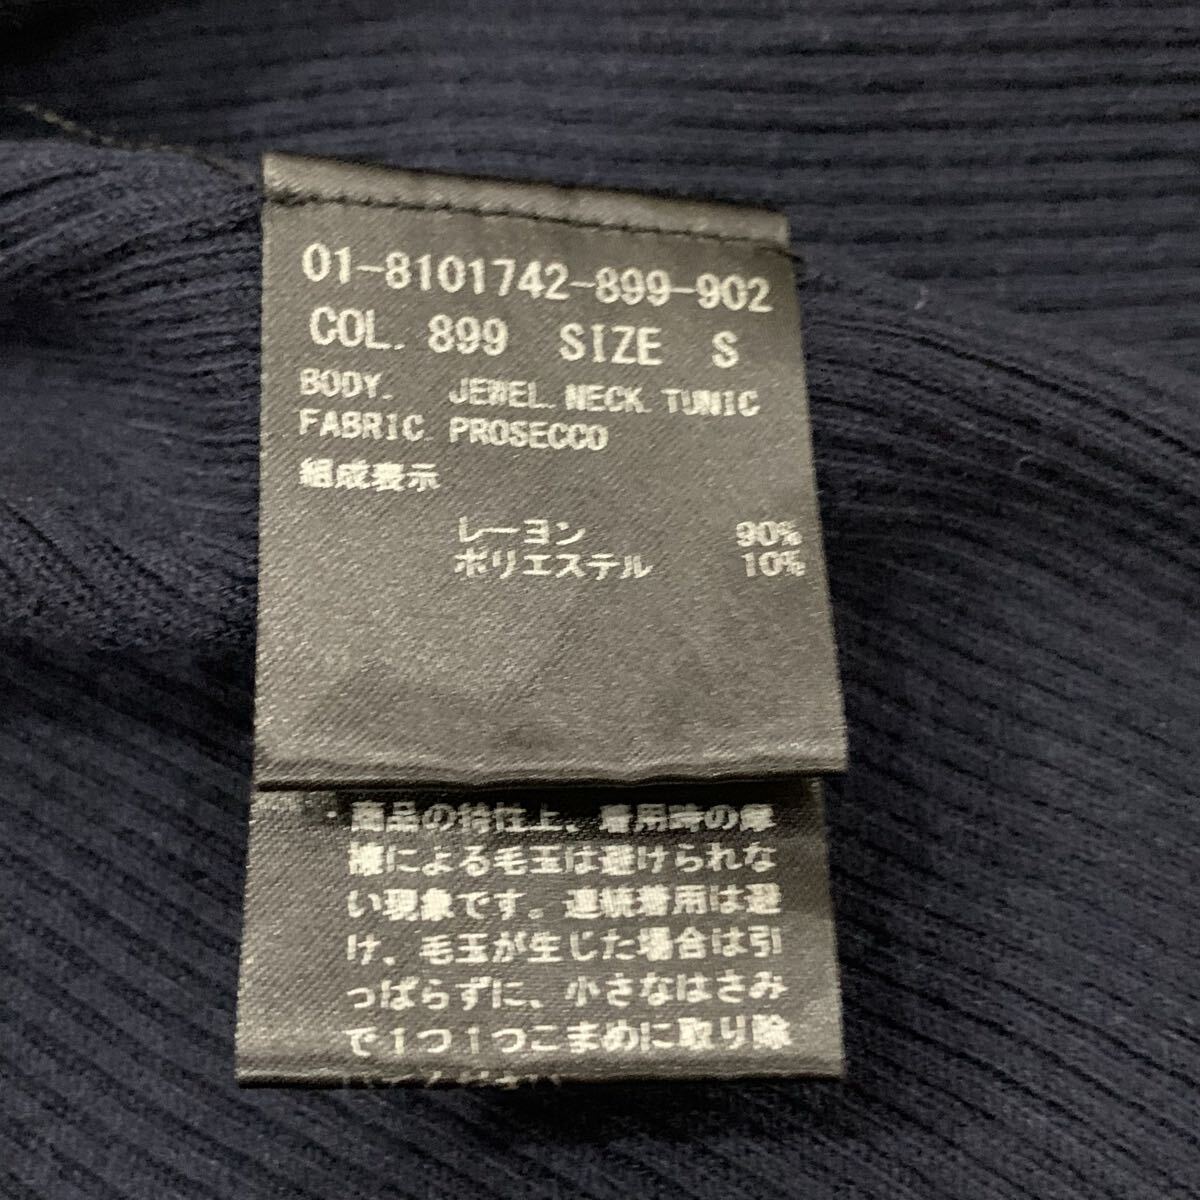 01-8101742-899-902
COL. 899 SIZE S
BODY. JEWEL NECK TUNIC
FABRIC PROSECCO
組成表示
レーヨン 90%
ポリエステル 10%
・商品の特性上、着用時の摩
擦による毛玉は避けられな
い現象です。連続着用は避
け、毛玉が生じた場合は引
っぱらずに、小さなはさみ
で1つ1つこまめに取り除